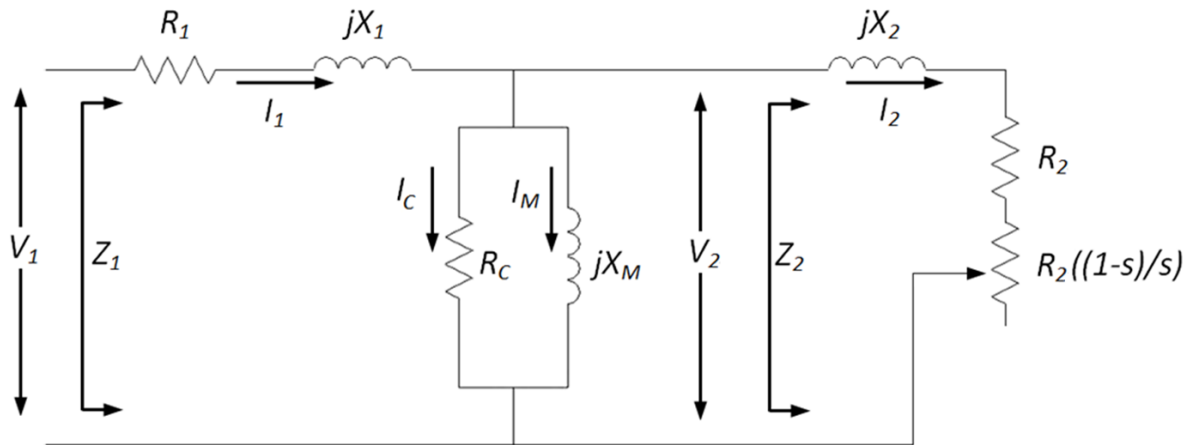 R1
jX1
jX2
I1
I2
IC
IM
R2
V1
Z1
RC
jXM
V2
Z2
R2((1-s)/s)